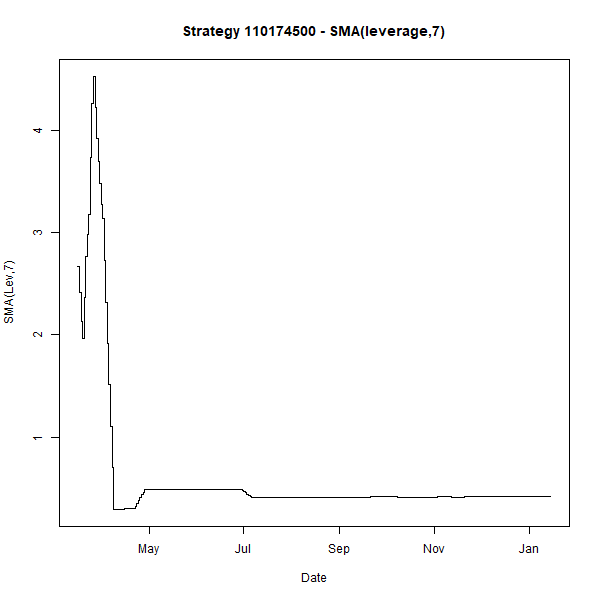 Strategy 110174500 - SMA(leverage,7)
SMA(Lev,7)
4
3
2
1
May Jul Sep Nov Jan
Date